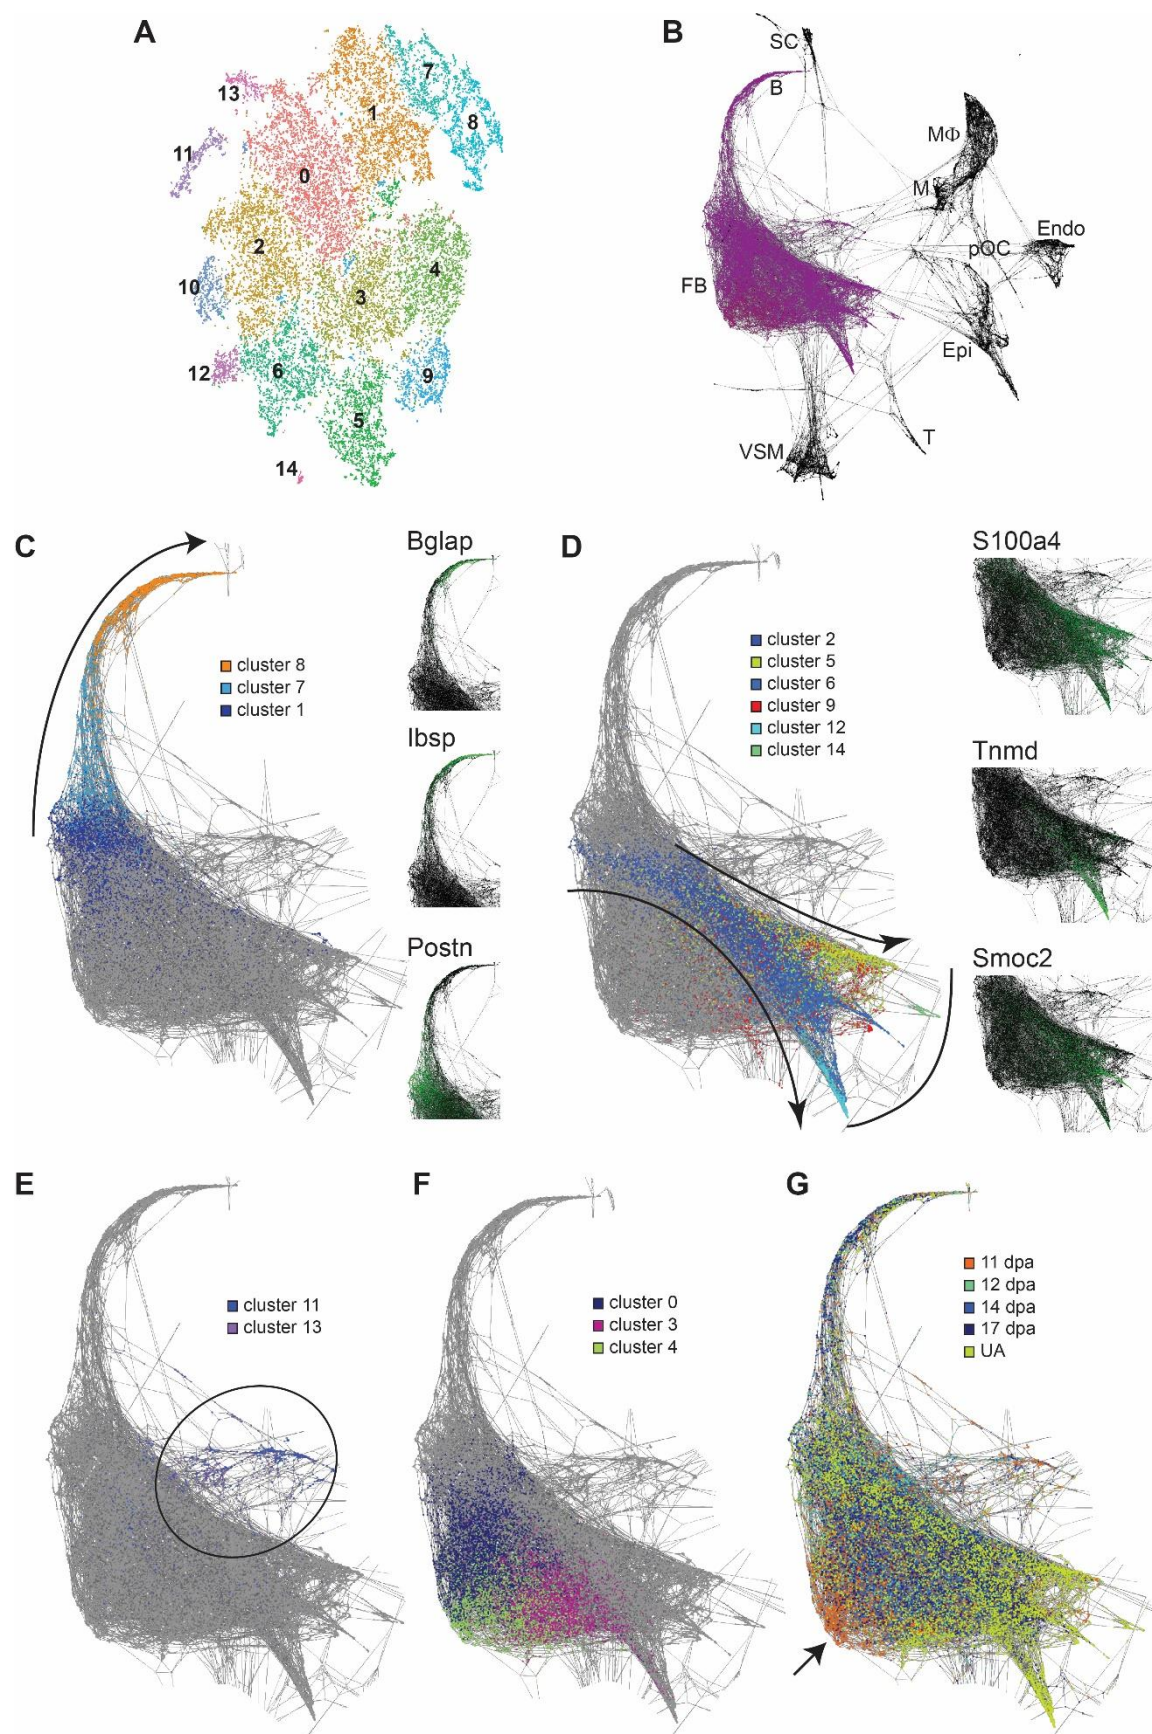 A
13
7
1
8
11
0
2
4
10
3
12
6
9
5
14
B
SC
B
MΦ
M
Endo
pOC
FB
Epi
VSM
T
C
cluster 8
cluster 7
cluster 1
Bglap
Ibsp
Postn
D
cluster 2
cluster 5
cluster 6
cluster 9
cluster 12
cluster 14
S100a4
Tnmd
Smoc2
E
cluster 11
cluster 13
F
cluster 0
cluster 3
cluster 4
G
11 dpa
12 dpa
14 dpa
17 dpa
UA